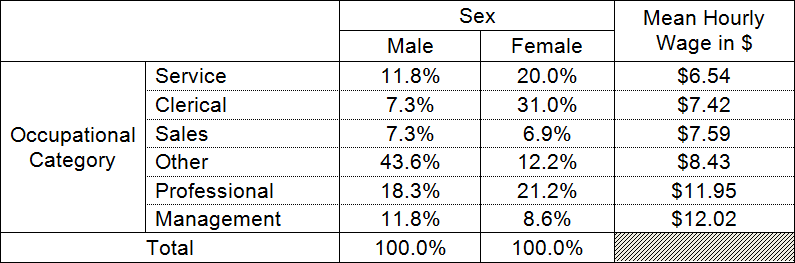 Sex
Mean Hourly
Wage in $
Male
Female
Occupational
Category
Service 11.8% 20.0% $6.54
Clerical 7.3% 31.0% $7.42
Sales 7.3% 6.9% $7.59
Other 43.6% 12.2% $8.43
Professional 18.3% 21.2% $11.95
Management 11.8% 8.6% $12.02
Total 100.0% 100.0%